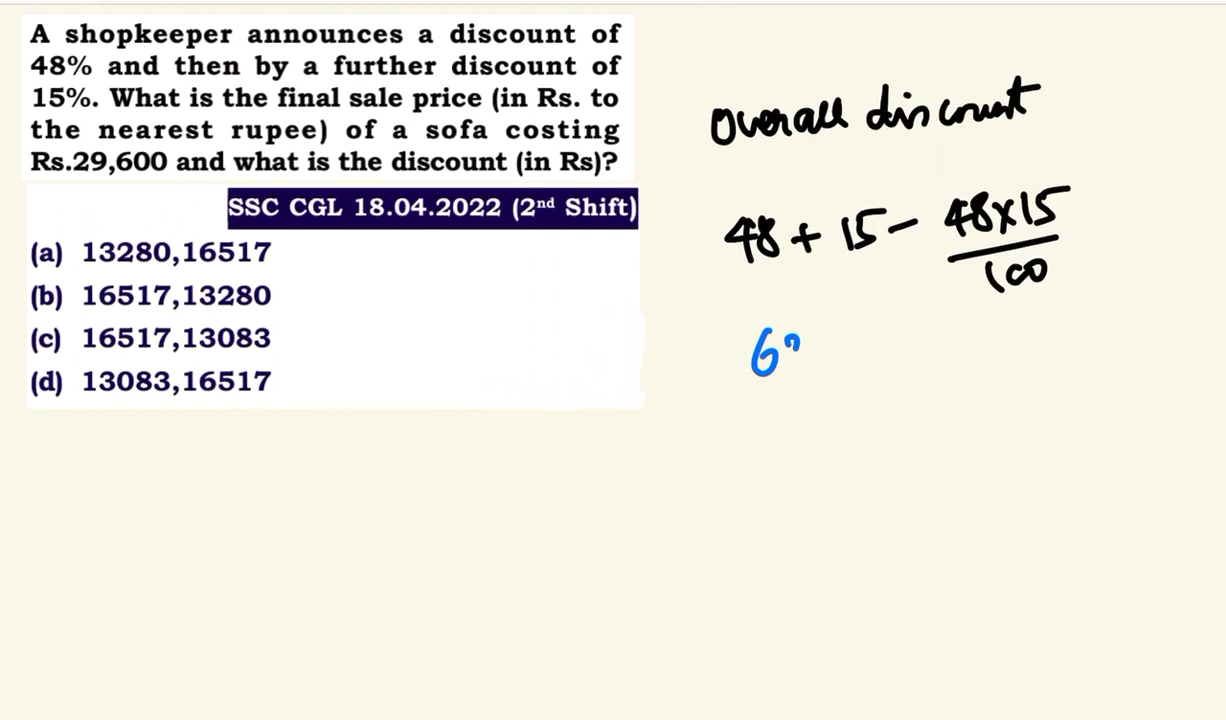 A shopkeeper announces a discount of
48% and then by a further discount of
15%. What is the final sale price (in Rs. to
the nearest rupee) of a sofa costing
Rs.29,600 and what is the discount (in Rs)?
SSC CGL 18.04.2022 (2nd Shift)
(a) 13280,16517
(b) 16517,13280
(c) 16517,13083
(d) 13083,16517
Overall discount
48 + 15 - 48x15
100
6